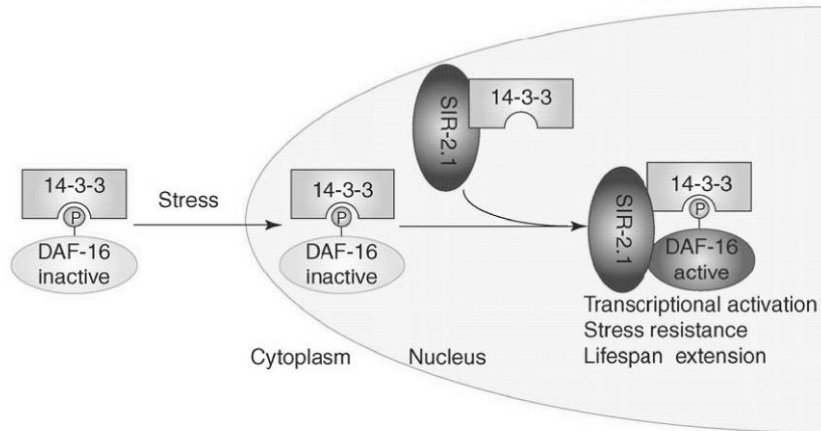 14-3-3
P
DAF-16
inactive
Stress
14-3-3
P
DAF-16
inactive
SIR-2.1
14-3-3
SIR-2.1
14-3-3
P
DAF-16
active
Transcriptional activation
Stress resistance
Lifespan extension
Cytoplasm
Nucleus